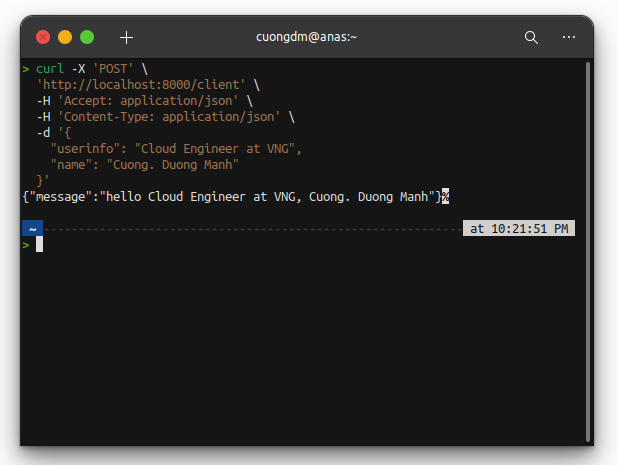 cuongdm@anas:~
> curl -X 'POST' \
'http://localhost:8000/client' \
-H 'Accept: application/json' \
-H 'Content-Type: application/json' \
-d '{
"userinfo": "Cloud Engineer at VNG",
"name": "Cuong. Duong Manh"
}'
{"message":"hello Cloud Engineer at VNG, Cuong. Duong Manh"}%
~ at 10:21:51 PM
>